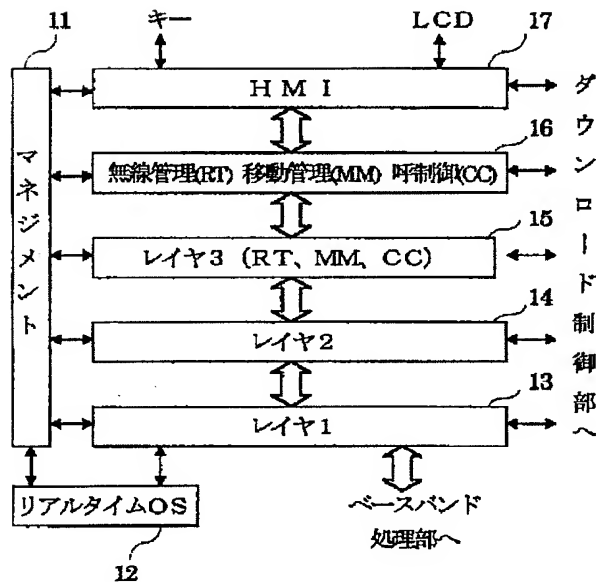 11
キー
LCD
17
HMI
16
無線管理(RT) 移動管理(MM) 呼制御(CC)
15
レイヤ3 (RT、MM、CC)
14
レイヤ2
13
レイヤ1
マネジメント
ダウンロード制御部へ
リアルタイムOS
12
ベースバンド
処理部へ